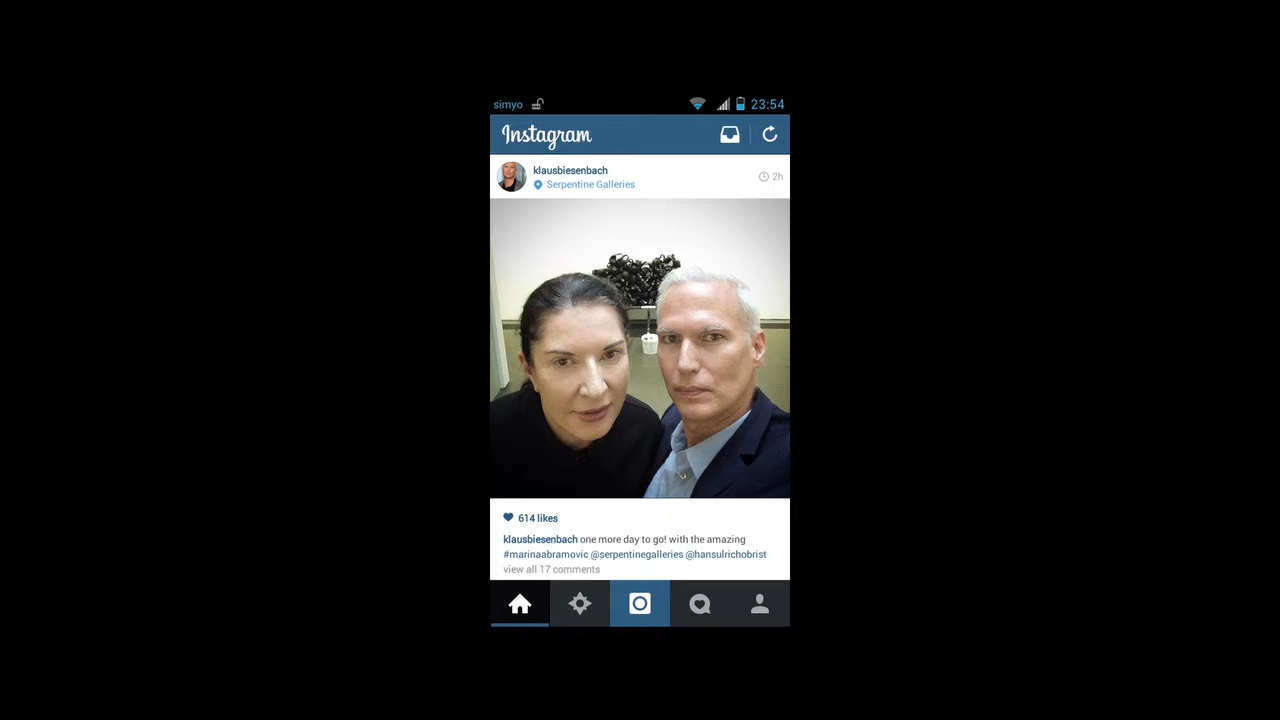 simyo 23:54
Instagram
klausbiesenbach
Serpentine Galleries 2h
614 likes
klausbiesenbach one more day to go! with the amazing
#marinaabramovic @serpentinegalleries @hansulrichobrist
view all 17 comments